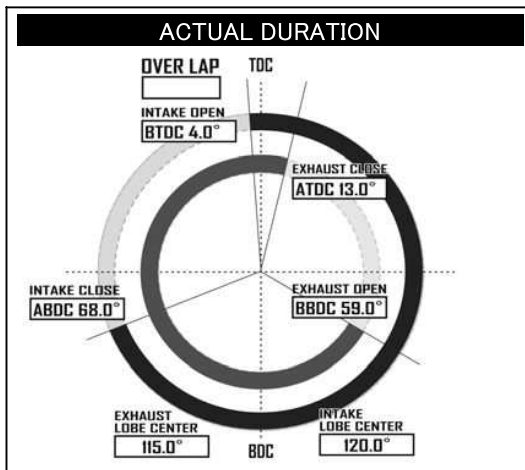 ACTUAL DURATION
OVER LAP
TDC
INTAKE OPEN
BTDC 4.0°
EXHAUST CLOSE
ATDC 13.0°
INTAKE CLOSE
ABDC 68.0°
EXHAUST OPEN
BBDC 59.0°
EXHAUST
LOBE CENTER
115.0°
BDC
INTAKE
LOBE CENTER
120.0°